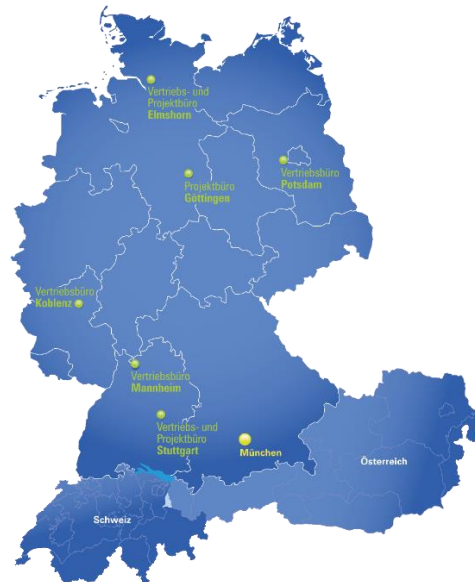 Vertriebs- und
Projektbüro
Elmshorn
Projektbüro
Göttingen
Vertriebsbüro
Potsdam
Vertriebsbüro
Koblenz
Vertriebsbüro
Mannheim
Vertriebs- und
Projektbüro
Stuttgart
München
Österreich
Schweiz